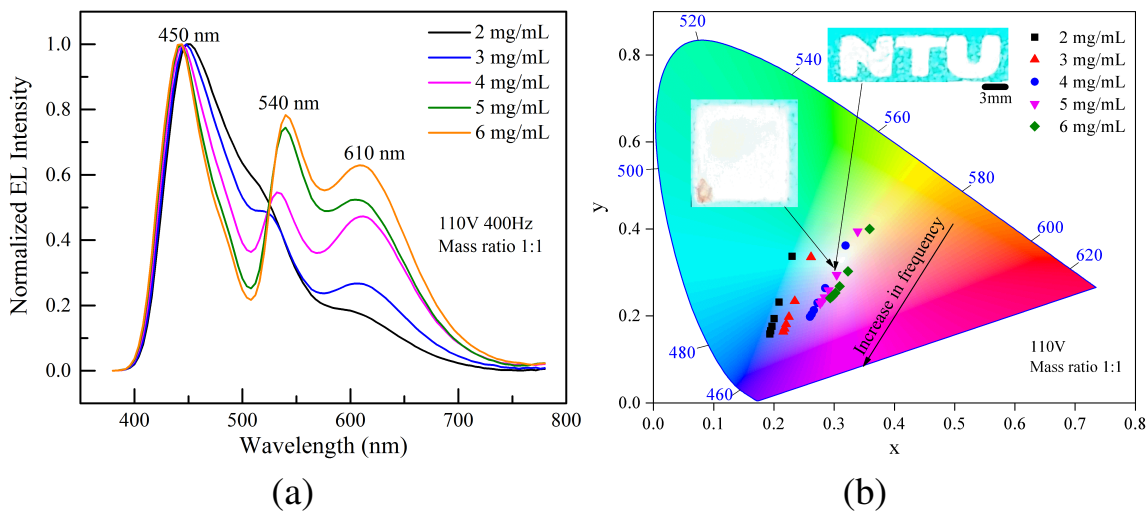 450 nm
540 nm
610 nm
2 mg/mL
3 mg/mL
4 mg/mL
5 mg/mL
6 mg/mL
110V 400Hz
Mass ratio 1:1
Normalized EL Intensity
1.0
0.8
0.6
0.4
0.2
0.0
400
500
600
700
800
Wavelength (nm)
(a)
y
0.8
0.6
0.4
0.2
0.0
0.0
0.1
0.2
0.3
0.4
0.5
0.6
0.7
0.8
x
520
540
560
580
600
620
500
480
460
NTU
3mm
2 mg/mL
3 mg/mL
4 mg/mL
5 mg/mL
6 mg/mL
Increase in frequency
110V
Mass ratio 1:1
(b)